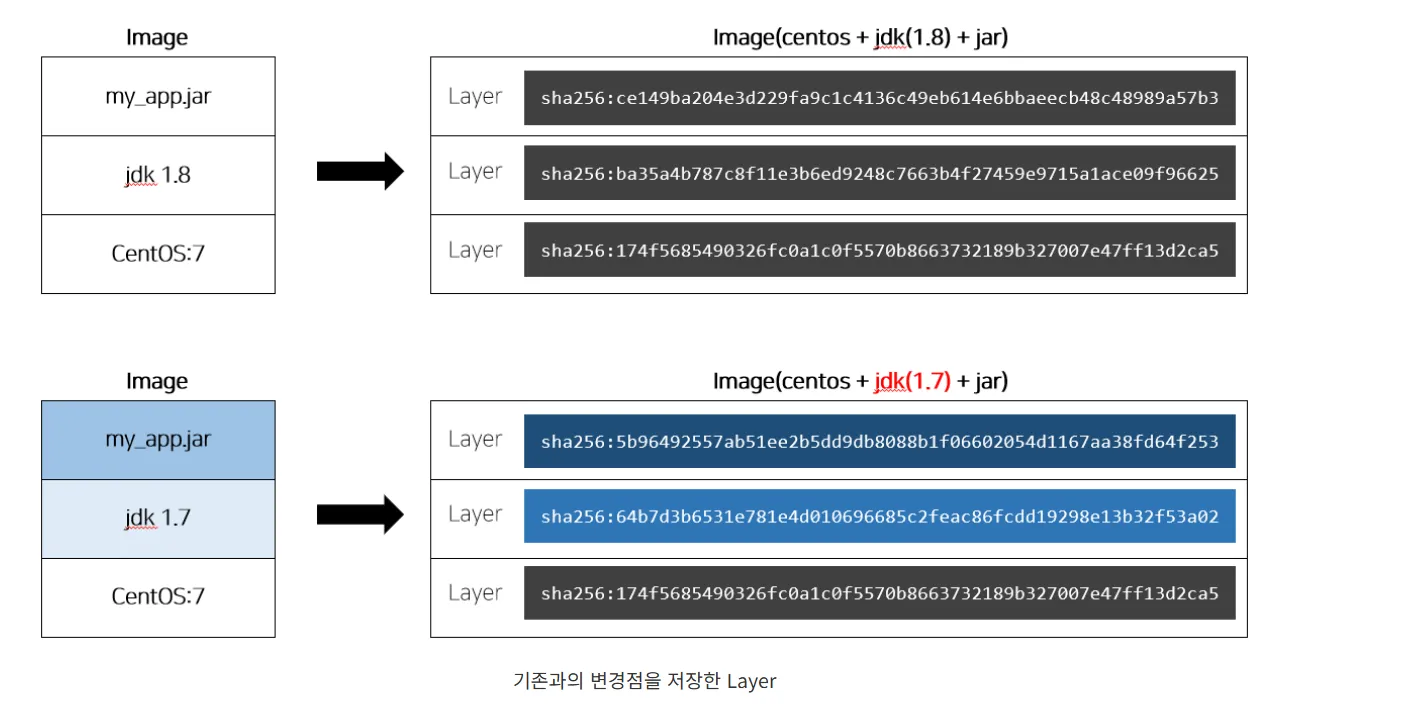 Image
Image(centos + jdk(1.8) + jar)
my_app.jar
Layer
sha256:ce149ba204e3d229fa9c1c4136c49eb614e6bbaeecb48c48989a57b3
jdk 1.8
Layer
sha256:ba35a4b787c8f11e3b6ed9248c7663b4f27459e9715a1ace09f96625
CentOS:7
Layer
sha256:174f5685490326fc0a1c0f5570b8663732189b327007e47ff13d2ca5
Image
Image(centos + jdk(1.7) + jar)
my_app.jar
Layer
sha256:5b96492557ab51ee2b5dd9db8088b1f06602054d1167aa38fd64f253
jdk 1.7
Layer
sha256:64b7d3b6531e781e4d010696685c2feac86fcdd19298e13b32f53a02
CentOS:7
Layer
sha256:174f5685490326fc0a1c0f5570b8663732189b327007e47ff13d2ca5
기존과의 변경점을 저장한 Layer